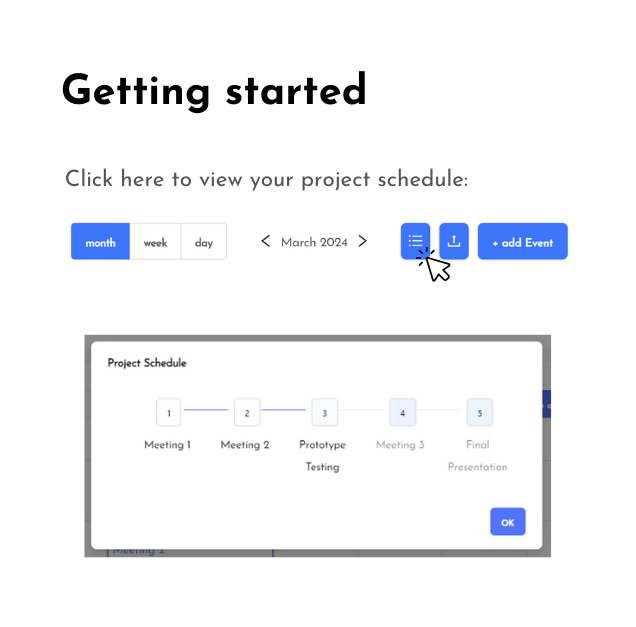 Getting started
Click here to view your project schedule:
month week day March 2024 + add Event
Project Schedule
1 2 3 4 5
Meeting 1 Meeting 2 Prototype Meeting 3 Final
Testing Presentation
OK
Meeting 2